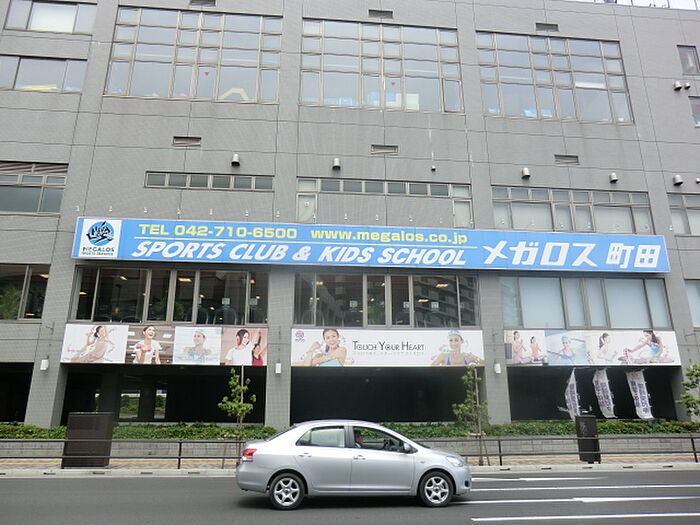 TEL 042-710-6500 www.megalos.co.jp
MEGALOS
SPORTS CLUB & KIDS SCHOOL メガロス 町田
TOUCH YOUR HEART